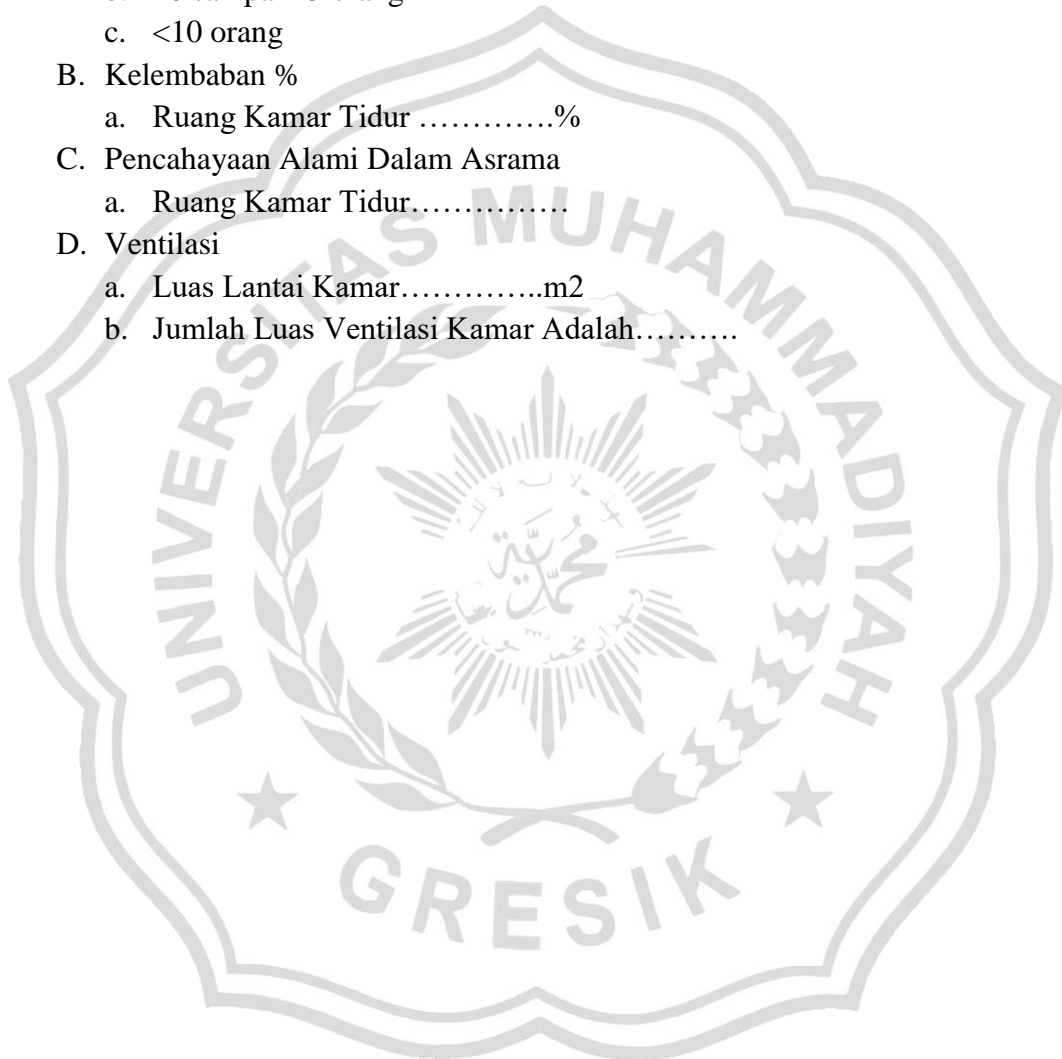 c. <10 orang
B. Kelembaban %
a. Ruang Kamar Tidur ………….%
C. Pencahayaan Alami Dalam Asrama
a. Ruang Kamar Tidur……………
D. Ventilasi
a. Luas Lantai Kamar…………..m2
b. Jumlah Luas Ventilasi Kamar Adalah……….
UNIVERSITAS MUHAMMADIYAH
محمدية
GRESIK